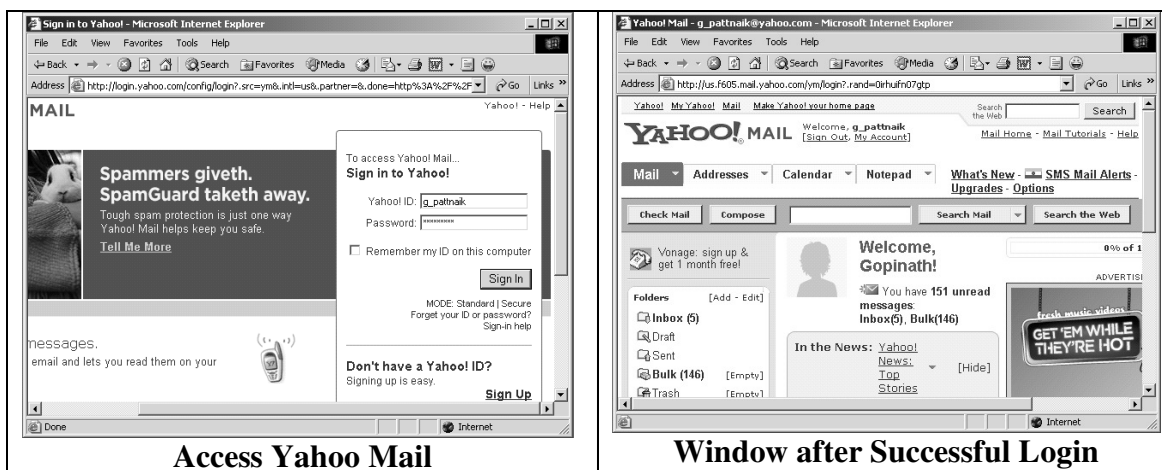 Sign in to Yahoo! - Microsoft Internet Explorer
File Edit View Favorites Tools Help
Back Search Favorites Media
Address http://login.yahoo.com/config/login?.src=ym&.intl=us&.partner=&.done=http%3A%2F%2F Go Links »
MAIL
Yahoo! - Help
Spammers giveth.
SpamGuard taketh away.
Tough spam protection is just one way
Yahoo! Mail helps keep you safe.
Tell Me More
To access Yahoo! Mail...
Sign in to Yahoo!
Yahoo! ID: g_pattnaik
Password: *********
Remember my ID on this computer
Sign In
MODE: Standard | Secure
Forget your ID or password?
Sign-in help
messages.
email and lets you read them on your
Don't have a Yahoo! ID?
Signing up is easy.
Sign Up
Done Internet
Access Yahoo Mail
Yahoo! Mail - g_pattnaik@yahoo.com - Microsoft Internet Explorer
File Edit View Favorites Tools Help
Back Search Favorites Media
Address http://us.f605.mail.yahoo.com/ym/login?.rand=0irhuifn07gtp Go Links »
Yahoo! My Yahoo! Mail Make Yahoo! your home page
Search
the Web
Search
YAHOO! MAIL
Welcome, g_pattnaik
[Sign Out, My Account]
Mail Home - Mail Tutorials - Help
Mail Addresses Calendar Notepad
What's New - SMS Mail Alerts -
Upgrades - Options
Check Mail Compose Search Mail Search the Web
Vonage: sign up &
get 1 month free!
Folders [Add - Edit]
Inbox (5)
Draft
Sent
Bulk (146) [Empty]
Trash [Empty]
Welcome,
Gopinath!
You have 151 unread
messages:
Inbox(5), Bulk(146)
In the News: Yahoo!
News:
Top
Stories
[Hide]
0% of 1
ADVERTIS
fresh music videos
GET 'EM WHILE
THEY'RE HOT
Internet
Window after Successful Login